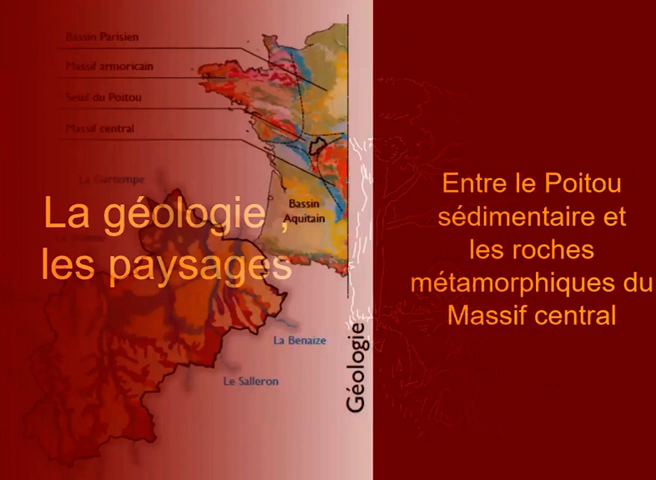 Bassin Parisien
Massif armoricain
Seuil du Poitou
Massif central
La Gartempe
La géologie ,
les paysages
Bassin
Aquitain
La Benaize
Le Salleron
Géologie
Entre le Poitou
sédimentaire et
les roches
métamorphiques du
Massif central